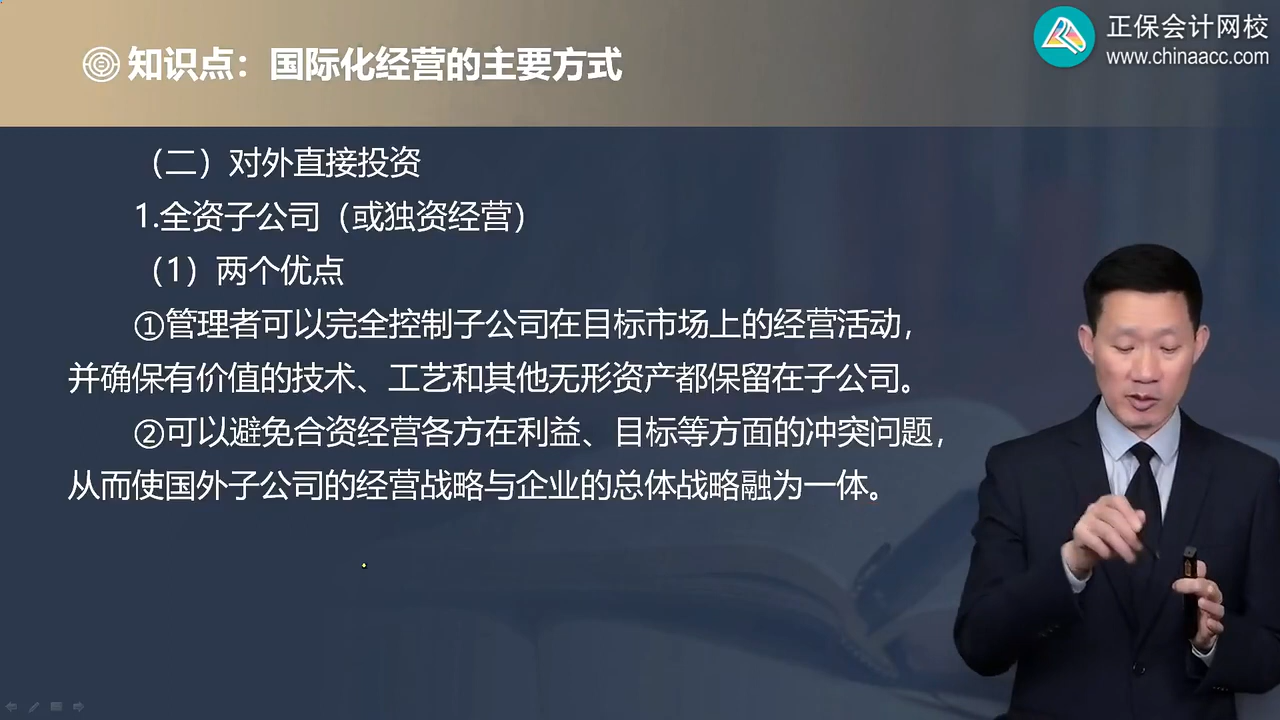 知识点：国际化经营的主要方式
正保会计网校
www.chinaacc.com
（二）对外直接投资
1.全资子公司（或独资经营）
（1）两个优点
①管理者可以完全控制子公司在目标市场上的经营活动，
并确保有价值的技术、工艺和其他无形资产都保留在子公司。
②可以避免合资经营各方在利益、目标等方面的冲突问题，
从而使国外子公司的经营战略与企业的总体战略融为一体。